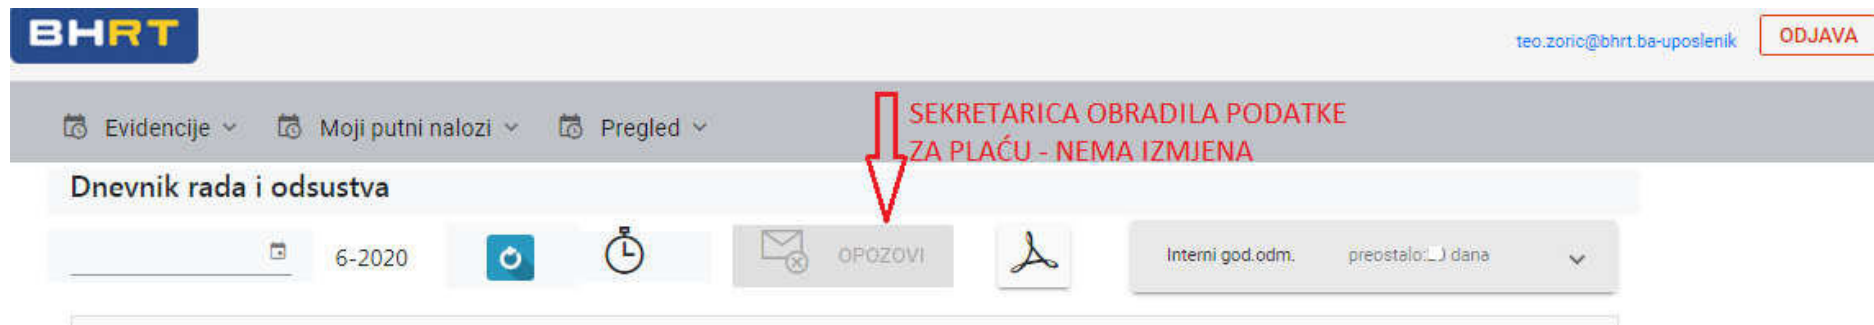 BHRT
teo.zoric@bhrt.ba-uposlenik
ODJAVA
Evidencije
Moji putni nalozi
Pregled
SEKRETARICA OBRADILA PODATKE
ZA PLAĆU - NEMA IZMJENA
Dnevnik rada i odsustva
6-2020
OPOZOVI
Interni god.odm.
preostalo: dana